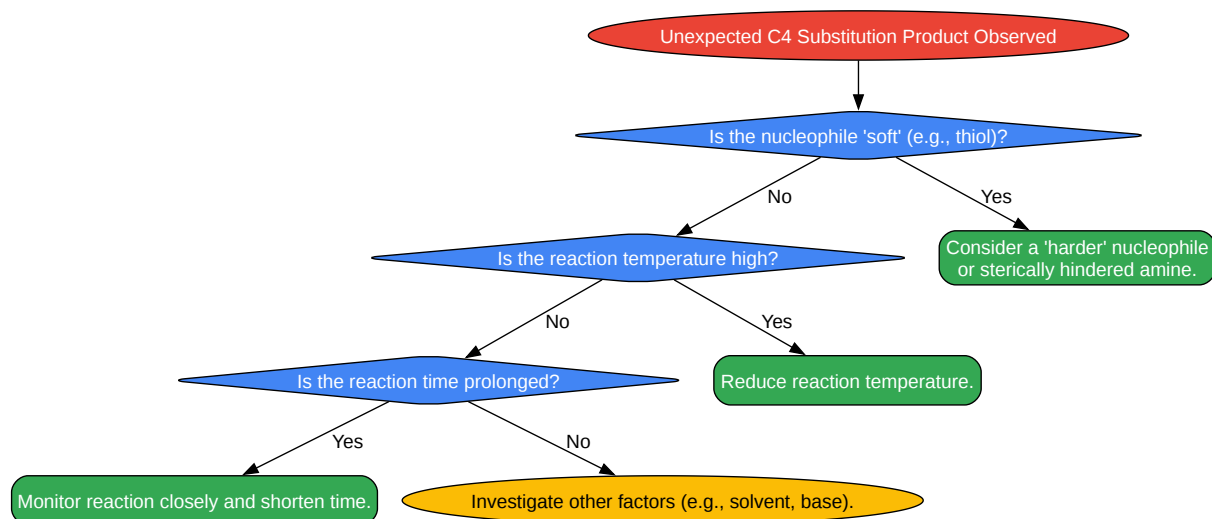 Unexpected C4 Substitution Product Observed
Is the nucleophile 'soft' (e.g., thiol)?
No
Yes
Is the reaction temperature high?
Consider a 'harder' nucleophile
or sterically hindered amine.
No
Yes
Is the reaction time prolonged?
Reduce reaction temperature.
Yes
No
Monitor reaction closely and shorten time.
Investigate other factors (e.g., solvent, base).